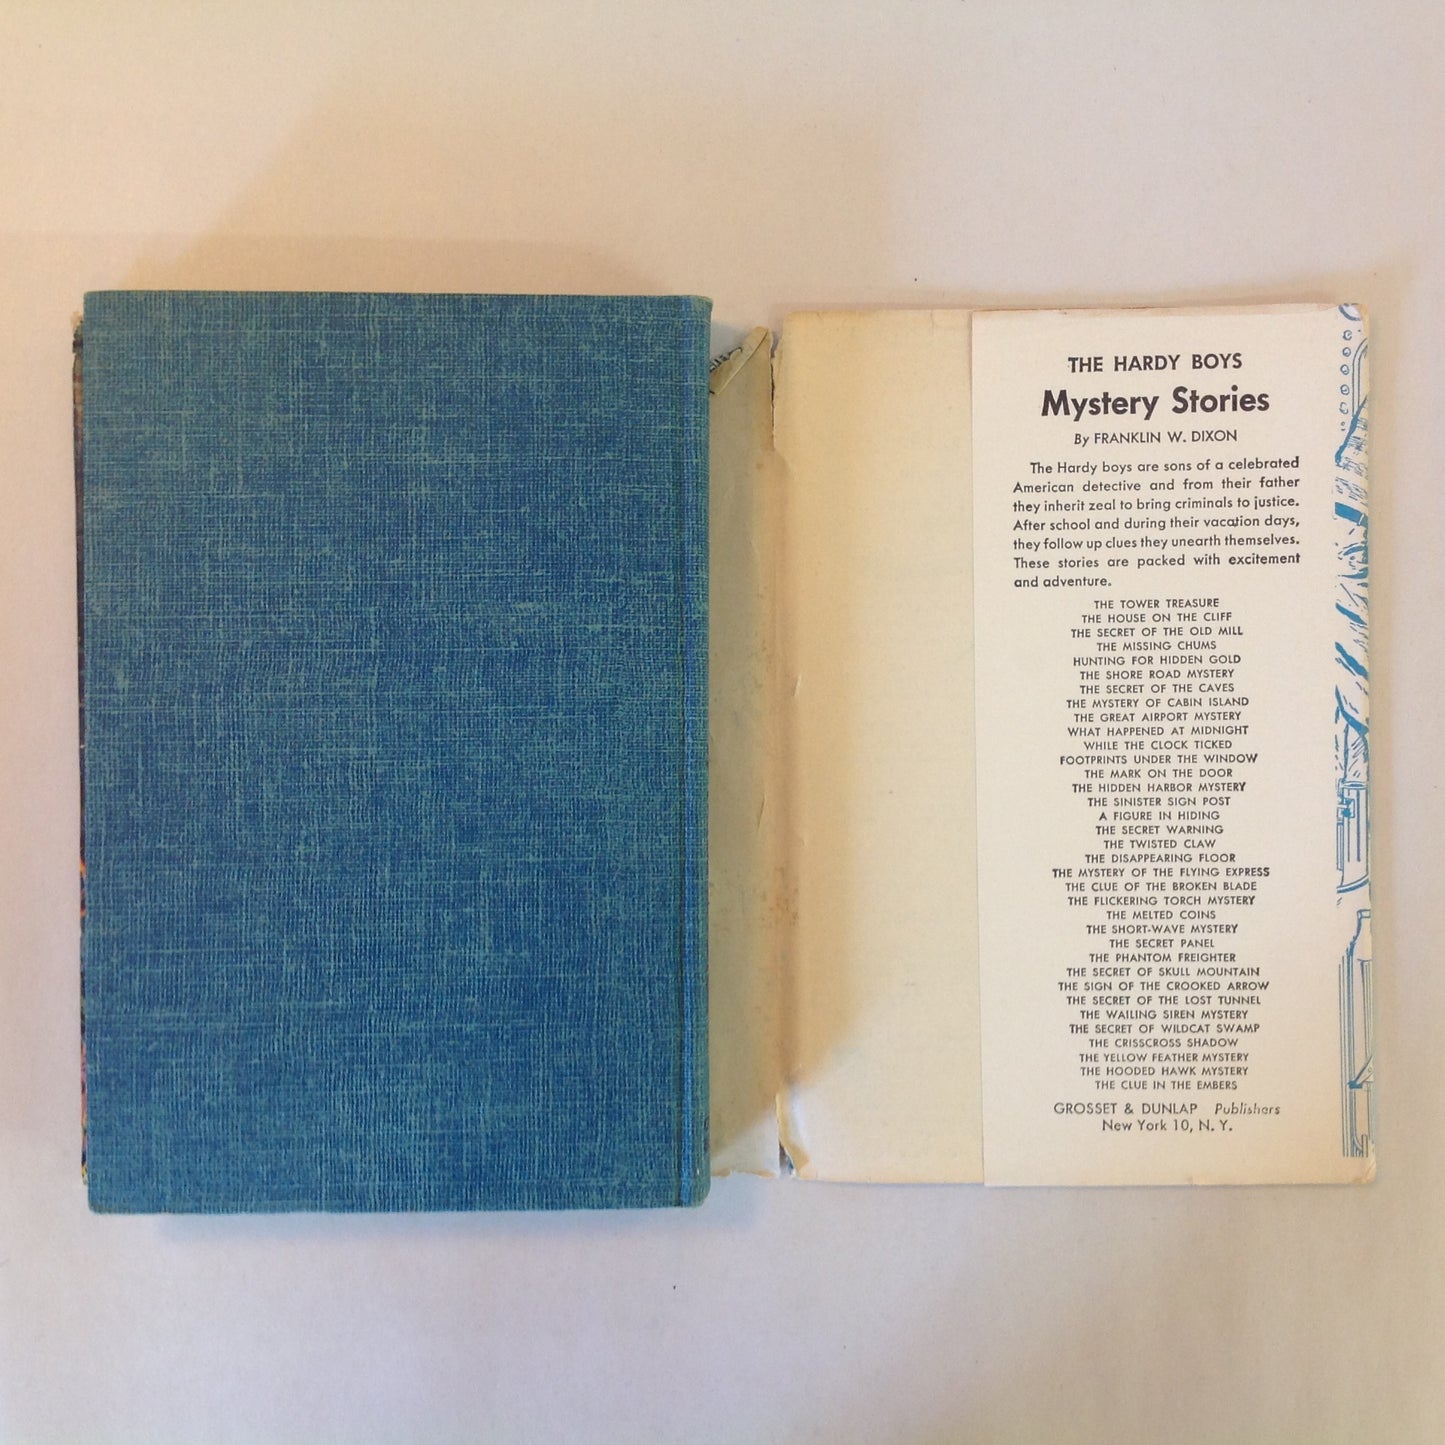 THE HARDY BOYS
Mystery Stories
By FRANKLIN W. DIXON
The Hardy boys are sons of a celebrated
American detective and from their father
they inherit zeal to bring criminals to justice.
After school and during their vacation days,
they follow up clues they unearth themselves.
These stories are packed with excitement
and adventure.
THE TOWER TREASURE
THE HOUSE ON THE CLIFF
THE SECRET OF THE OLD MILL
THE MISSING CHUMS
HUNTING FOR HIDDEN GOLD
THE SHORE ROAD MYSTERY
THE SECRET OF THE CAVES
THE MYSTERY OF CABIN ISLAND
THE GREAT AIRPORT MYSTERY
WHAT HAPPENED AT MIDNIGHT
WHILE THE CLOCK TICKED
FOOTPRINTS UNDER THE WINDOW
THE MARK ON THE DOOR
THE HIDDEN HARBOR MYSTERY
THE SINISTER SIGN POST
A FIGURE IN HIDING
THE SECRET WARNING
THE TWISTED CLAW
THE DISAPPEARING FLOOR
THE MYSTERY OF THE FLYING EXPRESS
THE CLUE OF THE BROKEN BLADE
THE FLICKERING TORCH MYSTERY
THE MELTED COINS
THE SHORT-WAVE MYSTERY
THE SECRET PANEL
THE PHANTOM FREIGHTER
THE SECRET OF SKULL MOUNTAIN
THE SIGN OF THE CROOKED ARROW
THE SECRET OF THE LOST TUNNEL
THE WAILING SIREN MYSTERY
THE SECRET OF WILDCAT SWAMP
THE CRISSCROSS SHADOW
THE YELLOW FEATHER MYSTERY
THE HOODED HAWK MYSTERY
THE CLUE IN THE EMBERS
GROSSET & DUNLAP Publishers
New York 10, N. Y.